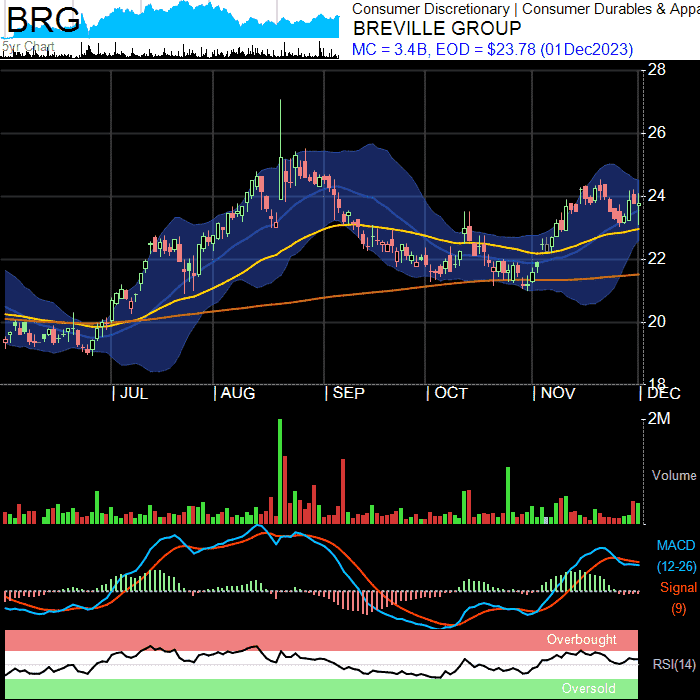 BRG
5yr Chart
Consumer Discretionary | Consumer Durables & Appa
BREVILLE GROUP
MC = 3.4B, EOD = $23.78 (01Dec2023)
28
26
24
22
20
18
| JUL | AUG | SEP | OCT | NOV | DEC
2M
Volume
MACD
(12-26)
Signal
(9)
Overbought
RSI(14)
Oversold